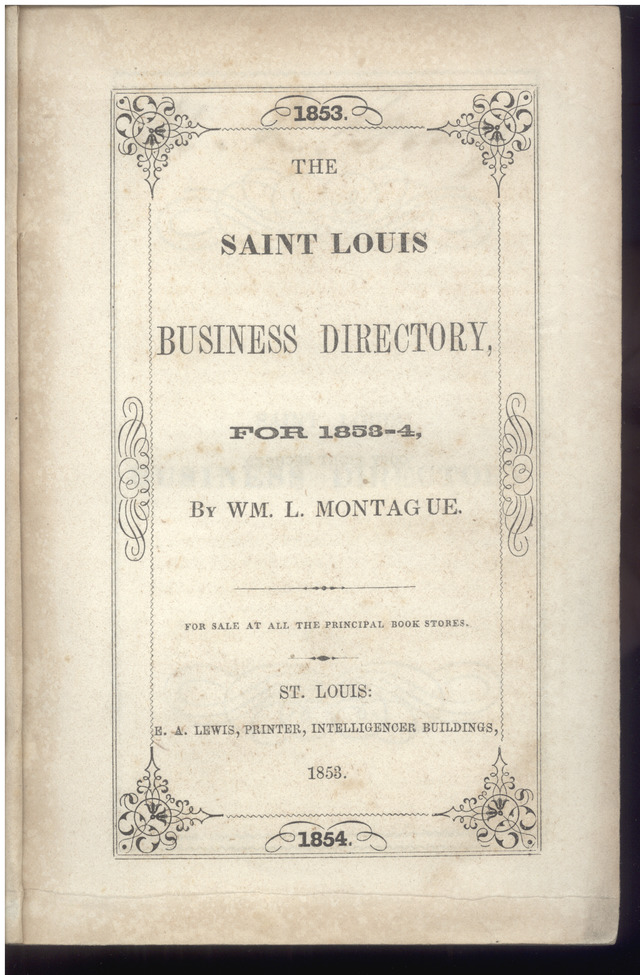 1853.
THE
SAINT LOUIS
BUSINESS DIRECTORY,
FOR 1853-4,
By WM. L. MONTAGUE.
FOR SALE AT ALL THE PRINCIPAL BOOK STORES.
ST. LOUIS:
E. A. LEWIS, PRINTER, INTELLIGENCER BUILDINGS,
1853.
1854.